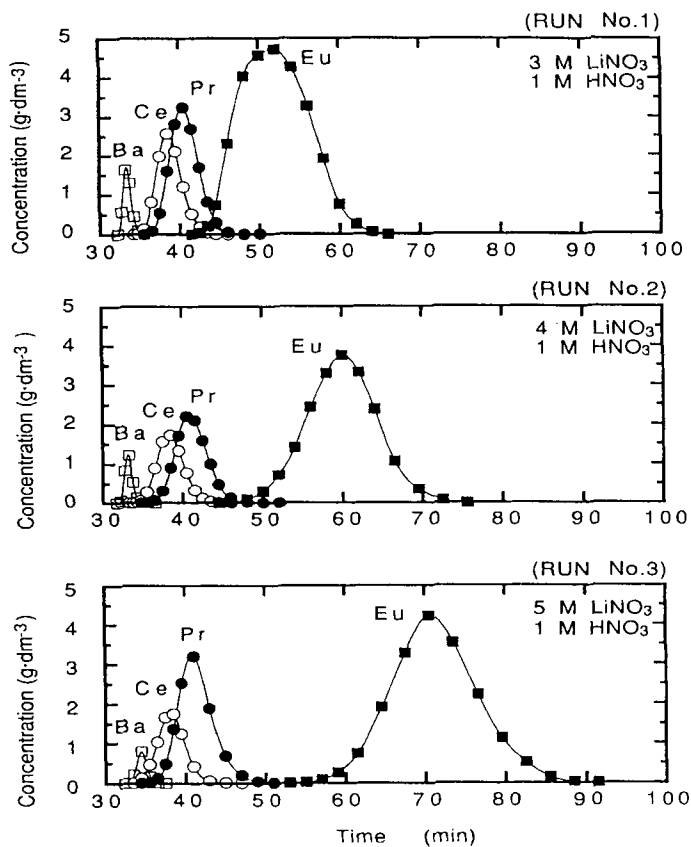 (RUN No.1)
3 M LiNO3
1 M HNO3
Concentration (g·dm-3)
5
4
3
2
1
0
Ba
Ce
Pr
Eu
30 40 50 60 70 80 90 100
(RUN No.2)
4 M LiNO3
1 M HNO3
Concentration (g·dm-3)
5
4
3
2
1
0
Ba
Ce
Pr
Eu
30 40 50 60 70 80 90 100
(RUN No.3)
5 M LiNO3
1 M HNO3
Concentration (g·dm-3)
5
4
3
2
1
0
Ba
Ce
Pr
Eu
30 40 50 60 70 80 90 100
Time (min)